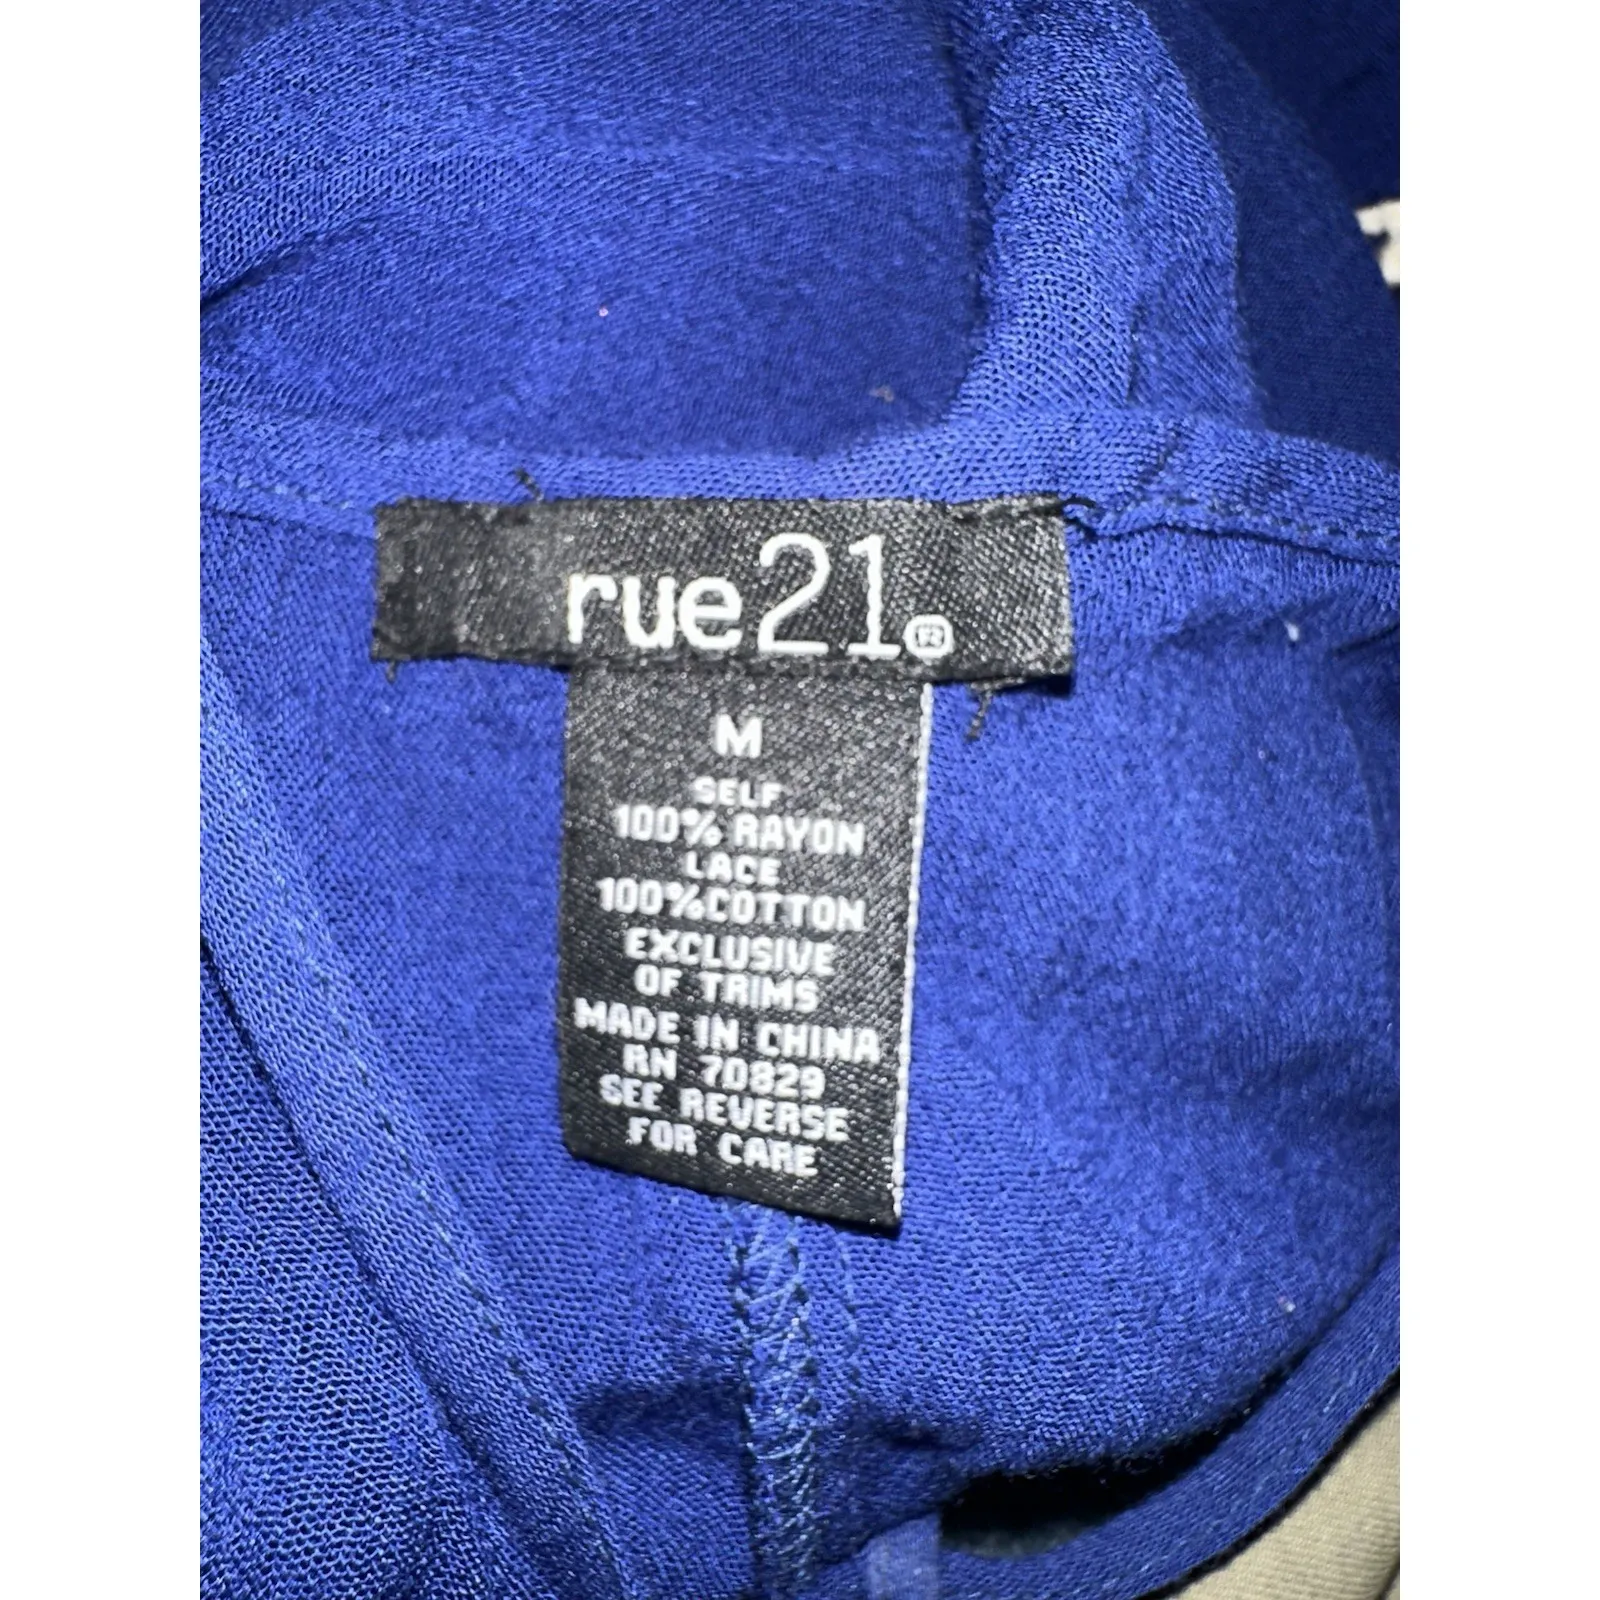 rue21
M
SELF
100% RAYON
LACE
100%COTTON
EXCLUSIVE
OF TRIMS
MADE IN CHINA
RN 70829
SEE REVERSE
FOR CARE